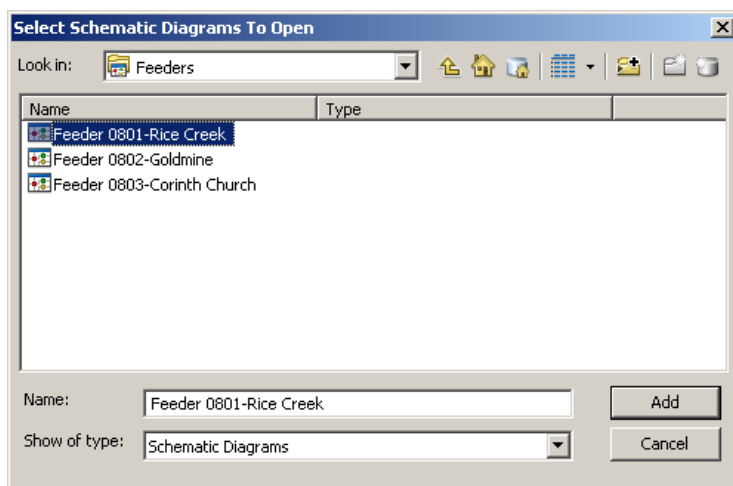 Select Schematic Diagrams To Open
Look in: Feeders
Name Type
Feeder 0801-Rice Creek
Feeder 0802-Goldmine
Feeder 0803-Corinth Church
Name: Feeder 0801-Rice Creek Add
Show of type: Schematic Diagrams Cancel